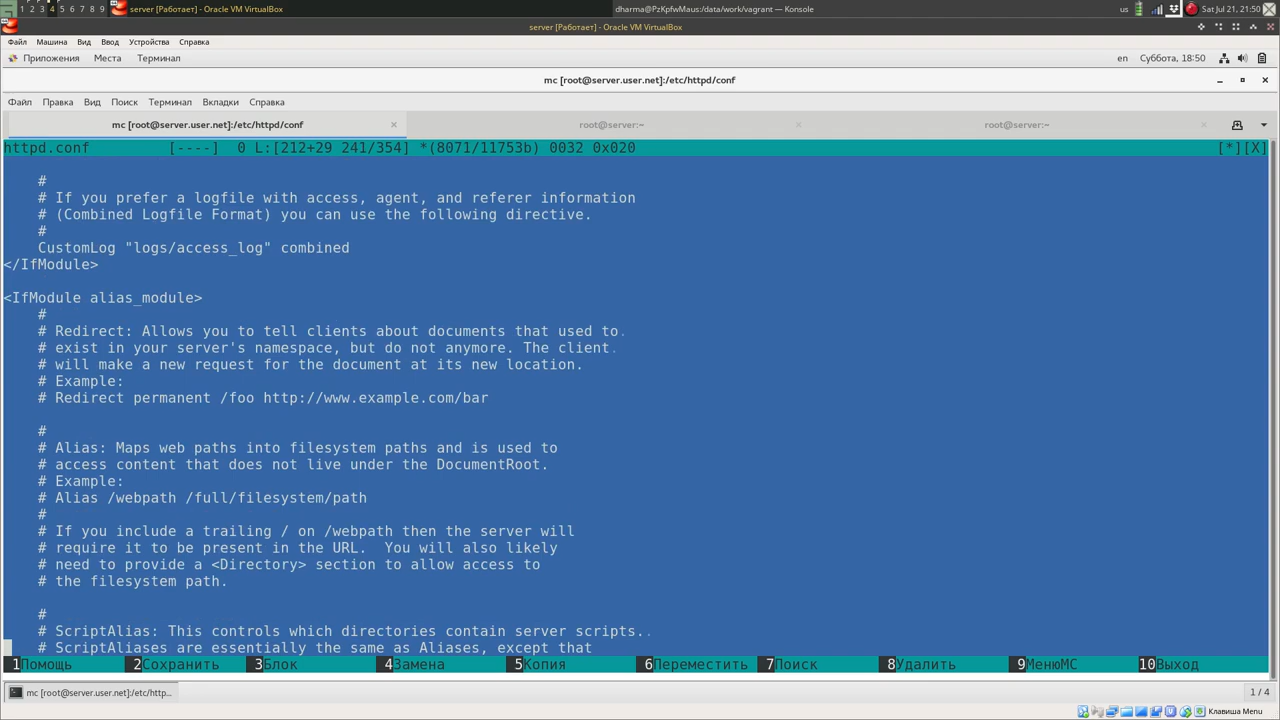 1 2 3 4 5 6 7 8 9 server [Работает] - Oracle VM VirtualBox dharma@PzKpfwMaus:/data/work/vagrant — Konsole us Sat Jul 21, 21:50
server [Работает] - Oracle VM VirtualBox
Файл Машина Вид Ввод Устройства Справка
Приложения Места Терминал en Суббота, 18:50
mc [root@server.user.net]:/etc/httpd/conf
Файл Правка Вид Поиск Терминал Вкладки Справка
mc [root@server.user.net]:/etc/httpd/conf × root@server:~ × root@server:~ ×
httpd.conf [----] 0 L:[212+29 241/354] *(8071/11753b) 0032 0x020 [*][X]
#
# If you prefer a logfile with access, agent, and referer information
# (Combined Logfile Format) you can use the following directive.
#
CustomLog "logs/access_log" combined
</IfModule>
<IfModule alias_module>
#
# Redirect: Allows you to tell clients about documents that used to.
# exist in your server's namespace, but do not anymore. The client.
# will make a new request for the document at its new location.
# Example:
# Redirect permanent /foo http://www.example.com/bar
#
# Alias: Maps web paths into filesystem paths and is used to
# access content that does not live under the DocumentRoot.
# Example:
# Alias /webpath /full/filesystem/path
#
# If you include a trailing / on /webpath then the server will
# require it to be present in the URL.  You will also likely
# need to provide a <Directory> section to allow access to
# the filesystem path.
#
# ScriptAlias: This controls which directories contain server scripts..
# ScriptAliases are essentially the same as Aliases, except that
1Помощь 2Сохранить 3Блок 4Замена 5Копия 6Переместить 7Поиск 8Удалить 9МенюМС 10Выход
mc [root@server.user.net]:/etc/http... 1 / 4
Клавиша Menu